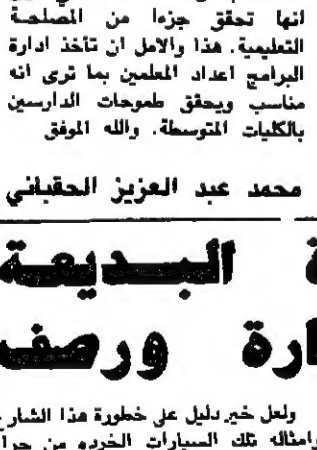 انها تحقق جزءا من المصلحة
التعليمية. هذا والامل ان تأخذ ادارة
البرامج اعداد المعلمين بما ترى انه
مناسب ويحقق طموحات الدارسين
بالكليات المتوسطة. والله الموفق
محمد عبد العزيز الحقباني
ة البديعة
ارة ورصف
ولعل خير دليل على خطورة هذا الشار
وامثاله تلك السيارات الخرده من جرا